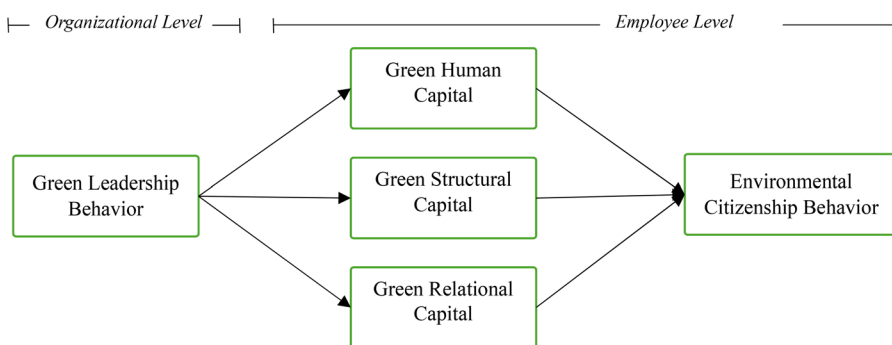 Organizational Level
Employee Level
Green Human
Capital
Green Leadership
Behavior
Green Structural
Capital
Environmental
Citizenship Behavior
Green Relational
Capital